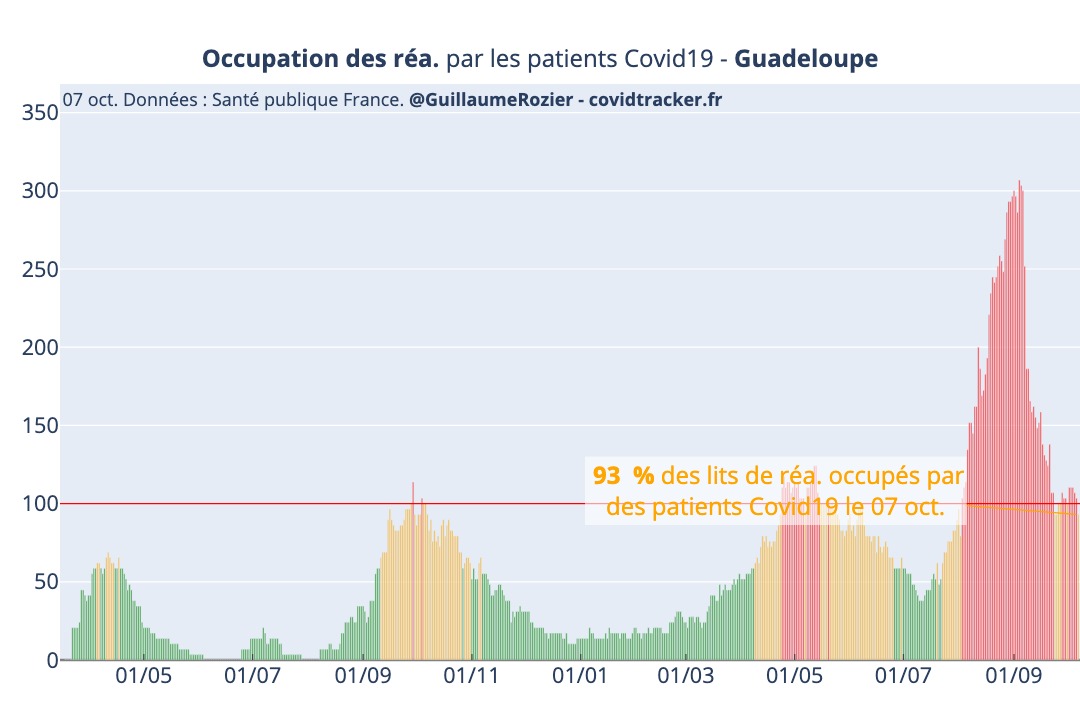 Occupation des réa. par les patients Covid19 - Guadeloupe
07 oct. Données : Santé publique France. @GuillaumeRozier - covidtracker.fr
350
300
250
200
150
100
50
0
93 % des lits de réa. occupés par
des patients Covid19 le 07 oct.
01/05 01/07 01/09 01/11 01/01 01/03 01/05 01/07 01/09